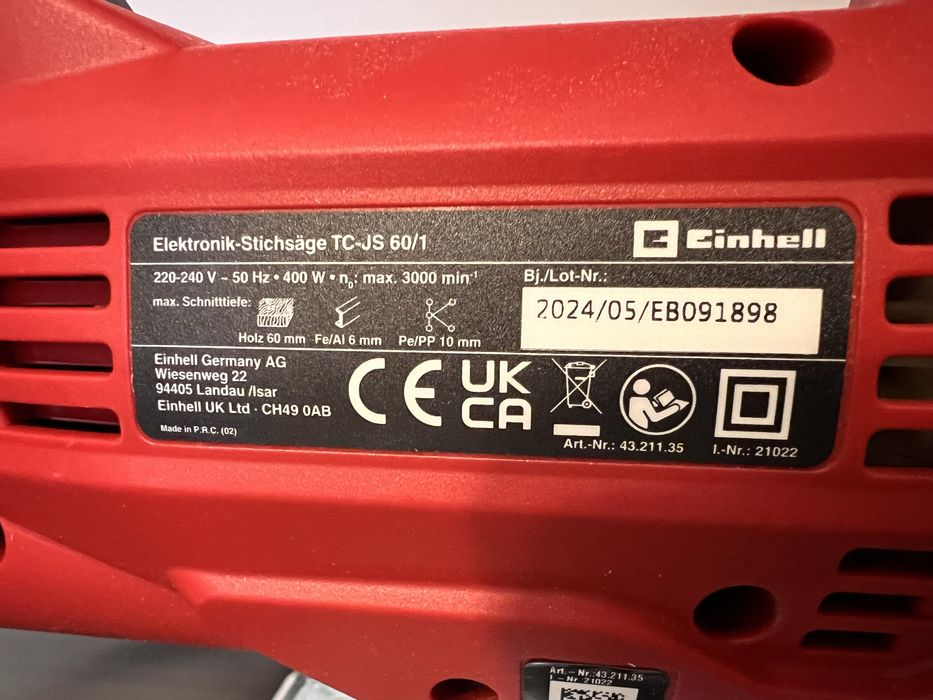 Elektronik-Stichsäge TC-JS 60/1
Einhell
220-240 V ~ 50 Hz • 400 W • n₀: max. 3000 min⁻¹
Bj./Lot-Nr.:
2024/05/EB091898
max. Schnitttiefe:
Holz 60 mm Fe/Al 6 mm Pe/PP 10 mm
Einhell Germany AG
Wiesenweg 22
94405 Landau /Isar
Einhell UK Ltd · CH49 0AB
Made in P.R.C. (02)
CE
UK
CA
Art.-Nr.: 43.211.35
I.-Nr.: 21022
Art. – Nr.:43.211.35
I. – Nr 21022